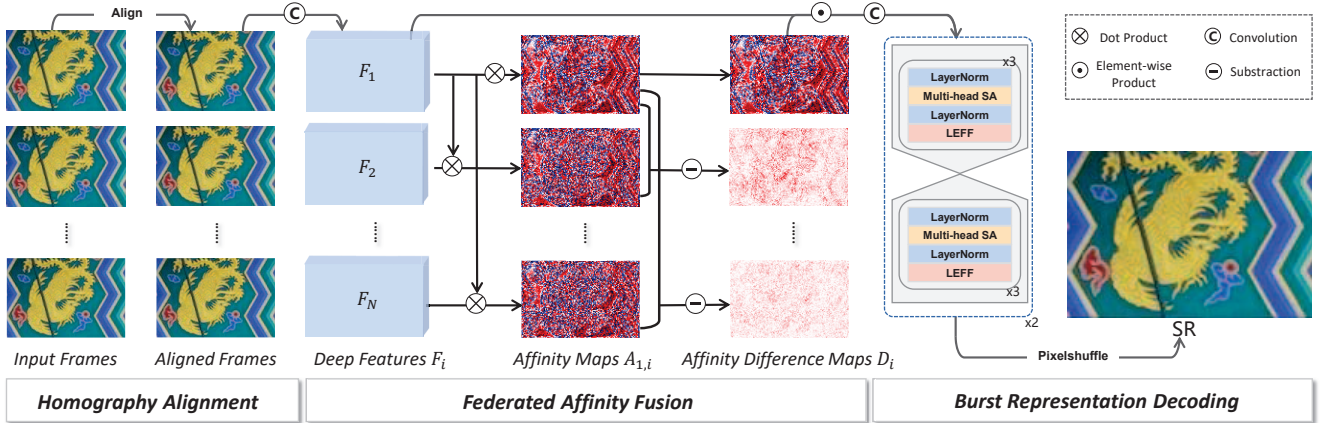 Align
C
C
F₁
F₂
F_N
x3
LayerNorm
Multi-head SA
LayerNorm
LEFF
LayerNorm
Multi-head SA
LayerNorm
LEFF
x3
x2
Dot Product
C Convolution
Element-wise
Product
Substraction
SR
Pixelshuffle
Input Frames
Aligned Frames
Deep Features F_i
Affinity Maps A_{1,i}
Affinity Difference Maps D_i
Homography Alignment
Federated Affinity Fusion
Burst Representation Decoding